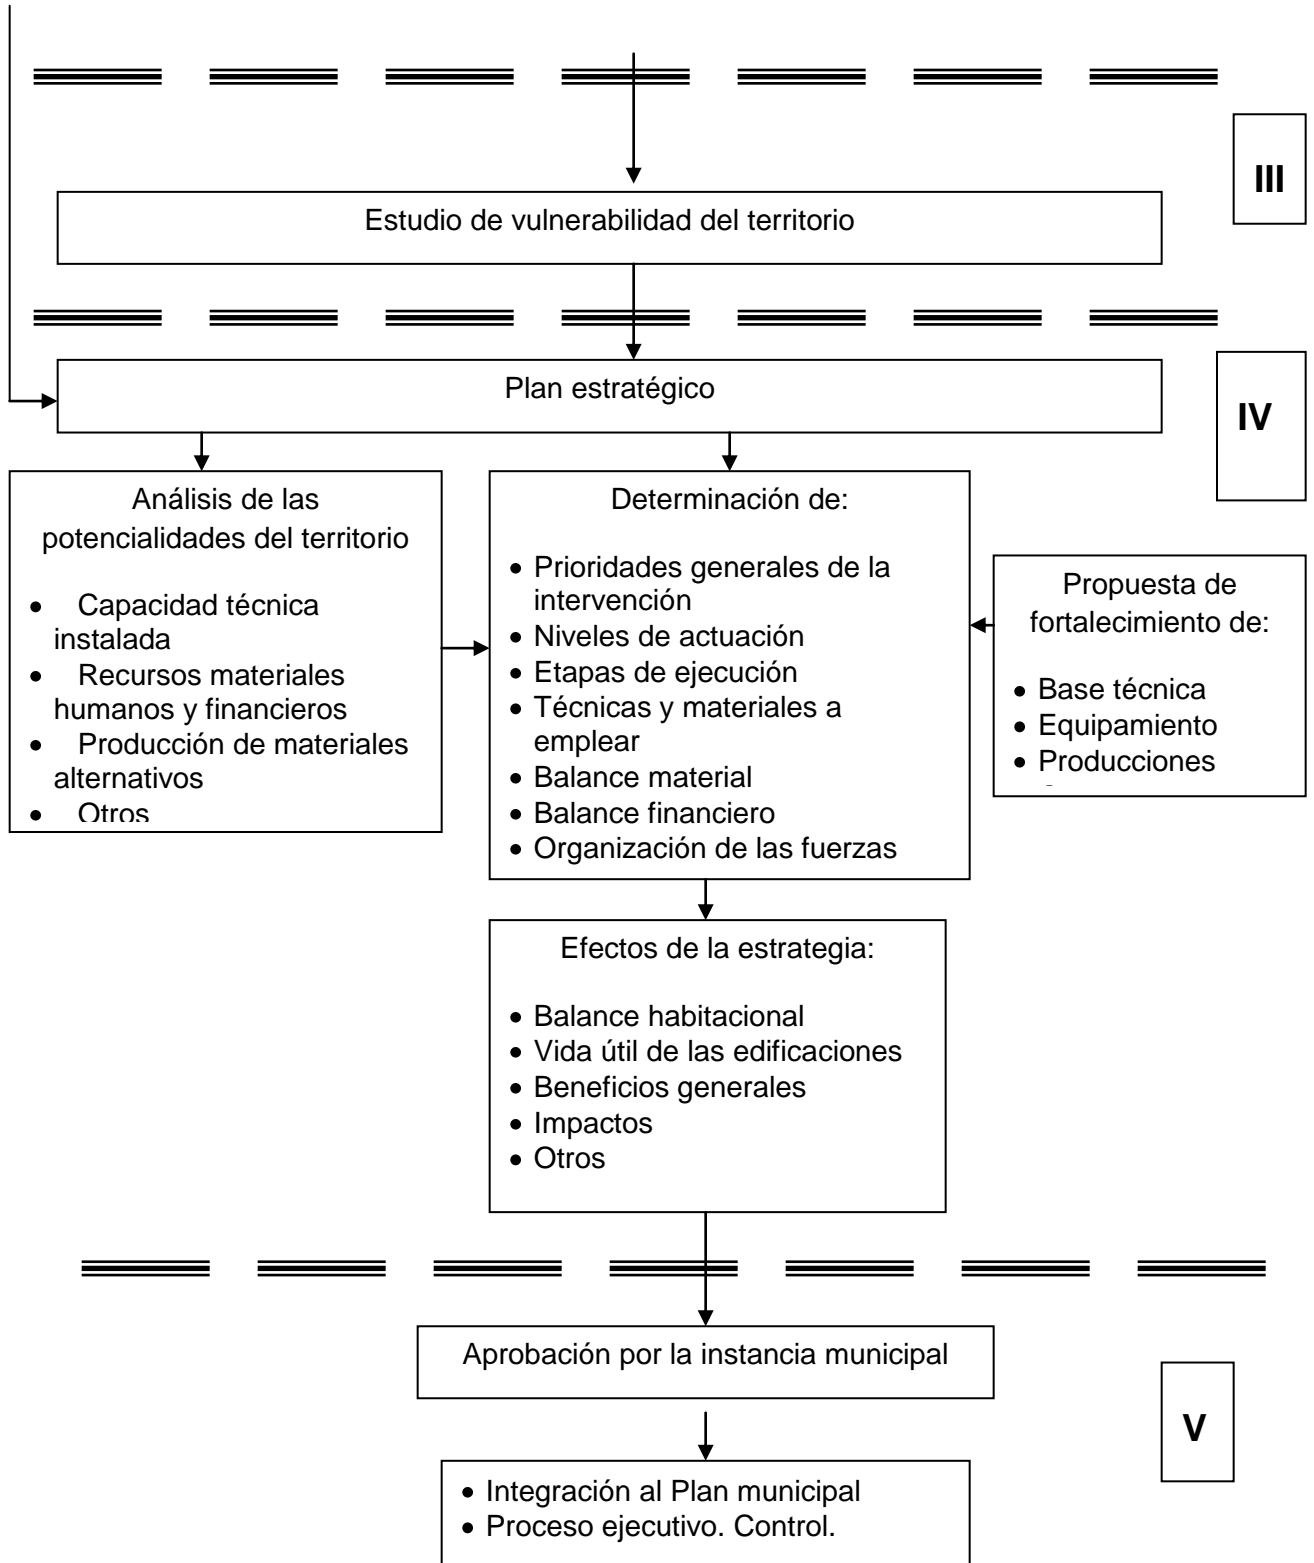 III
Estudio de vulnerabilidad del territorio
Plan estratégico
IV
Análisis de las
potencialidades del territorio
• Capacidad técnica
instalada
• Recursos materiales
humanos y financieros
• Producción de materiales
alternativos
• Otros
Determinación de:
• Prioridades generales de la
intervención
• Niveles de actuación
• Etapas de ejecución
• Técnicas y materiales a
emplear
• Balance material
• Balance financiero
• Organización de las fuerzas
Propuesta de
fortalecimiento de:
• Base técnica
• Equipamiento
• Producciones
Efectos de la estrategia:
• Balance habitacional
• Vida útil de las edificaciones
• Beneficios generales
• Impactos
• Otros
Aprobación por la instancia municipal
V
• Integración al Plan municipal
• Proceso ejecutivo. Control.